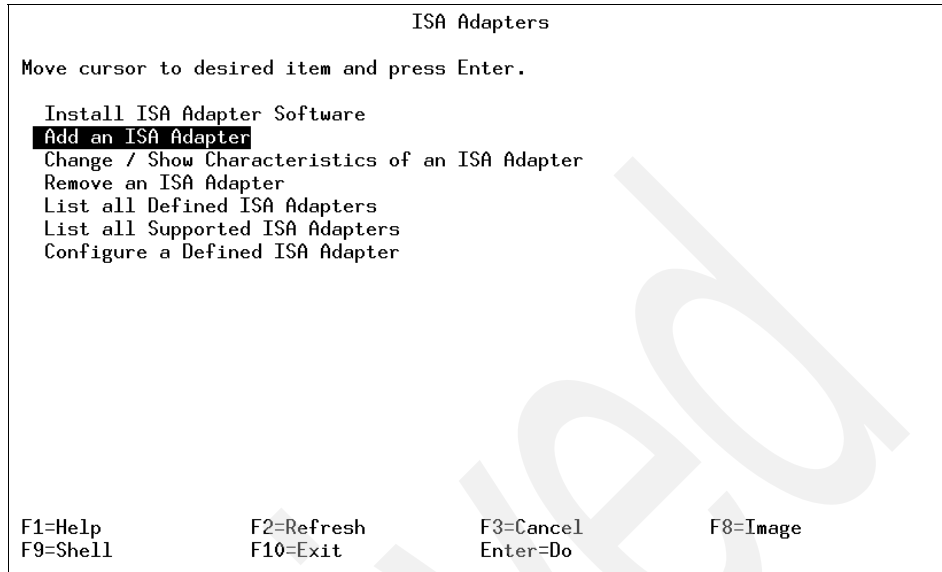 ISA Adapters
Move cursor to desired item and press Enter.
Install ISA Adapter Software
Add an ISA Adapter
Change / Show Characteristics of an ISA Adapter
Remove an ISA Adapter
List all Defined ISA Adapters
List all Supported ISA Adapters
Configure a Defined ISA Adapter
F1=Help F2=Refresh F3=Cancel F8=Image
F9=Shell F10=Exit Enter=Do